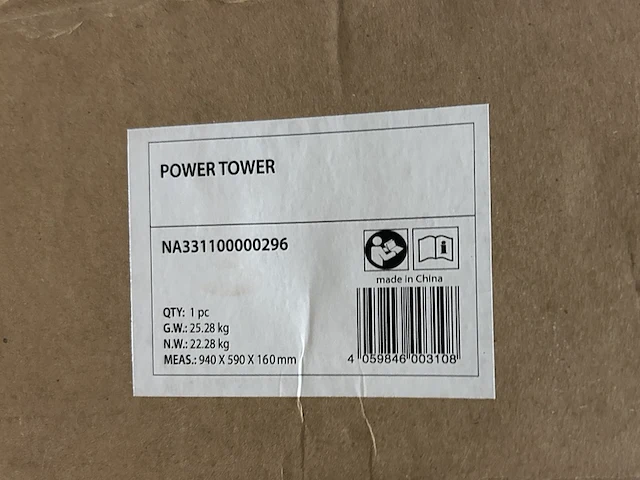 POWER TOWER
NA331100000296
made in China
QTY: 1 pc
G.W.: 25.28 kg
N.W.: 22.28 kg
MEAS.: 940 X 590 X 160 mm
4 059846 003108